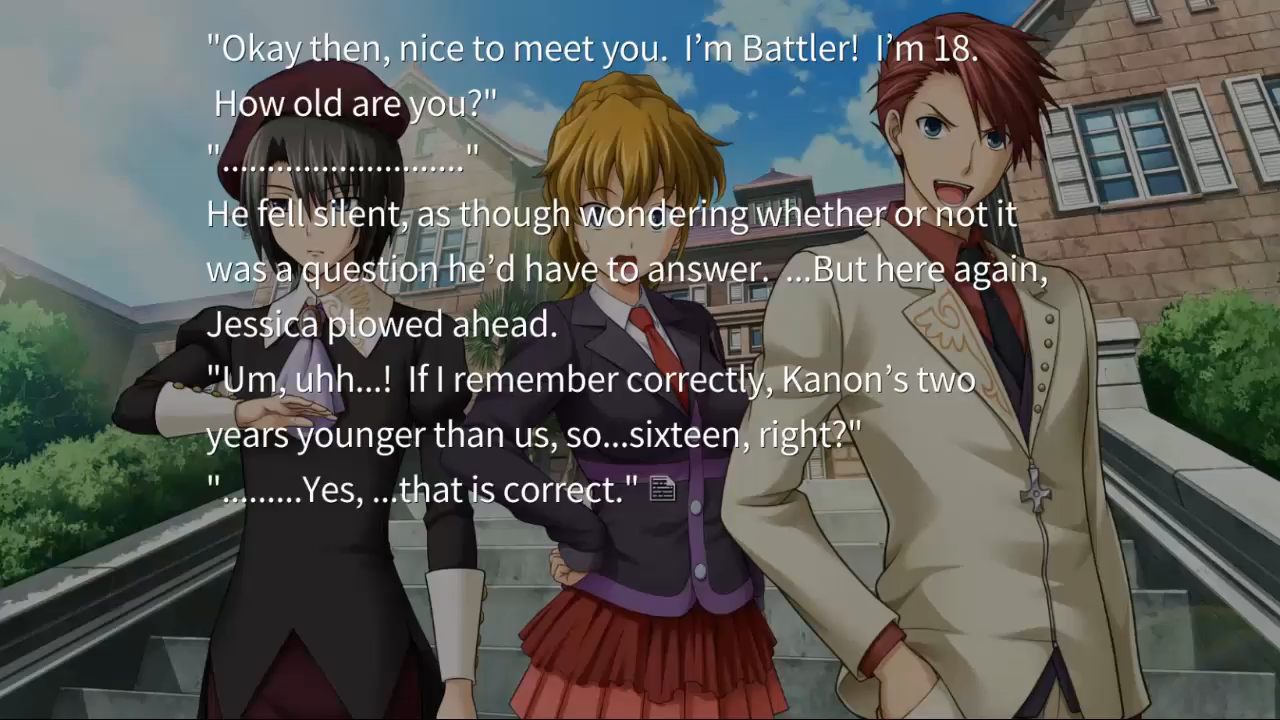 "Okay then, nice to meet you.  I’m Battler!  I’m 18.
How old are you?"
"..........................."
He fell silent, as though wondering whether or not it
was a question he’d have to answer.  ...But here again,
Jessica plowed ahead.
"Um, uhh...!  If I remember correctly, Kanon’s two
years younger than us, so...sixteen, right?"
".........Yes, ...that is correct."